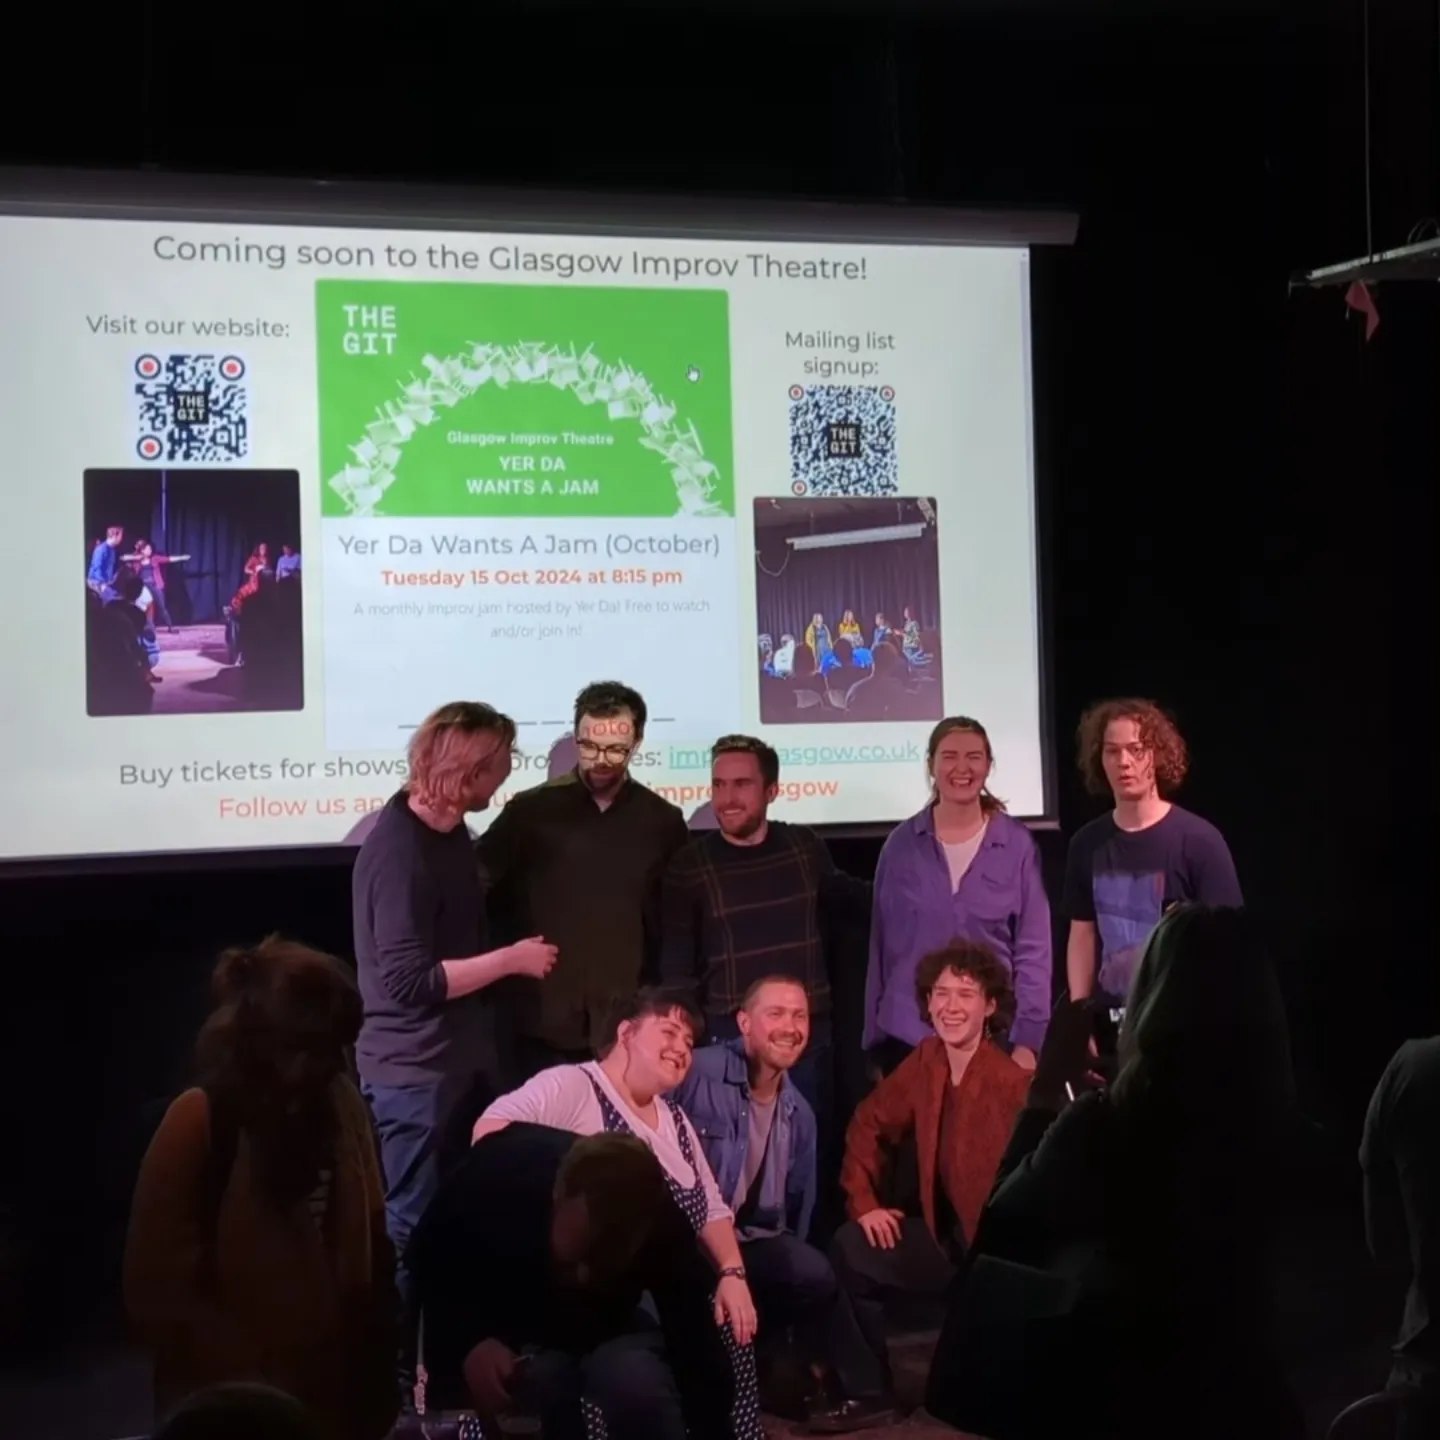 Coming soon to the Glasgow Improv Theatre!
Visit our website:
THE
GIT
THE
GIT
Glasgow Improv Theatre
YER DA
WANTS A JAM
Mailing list
signup:
THE
GIT
Yer Da Wants A Jam (October)
Tuesday 15 Oct 2024 at 8:15 pm
A monthly improv jam hosted by Yer Da! Free to watch
and/or join in!
Buy tickets for shows
Follow us